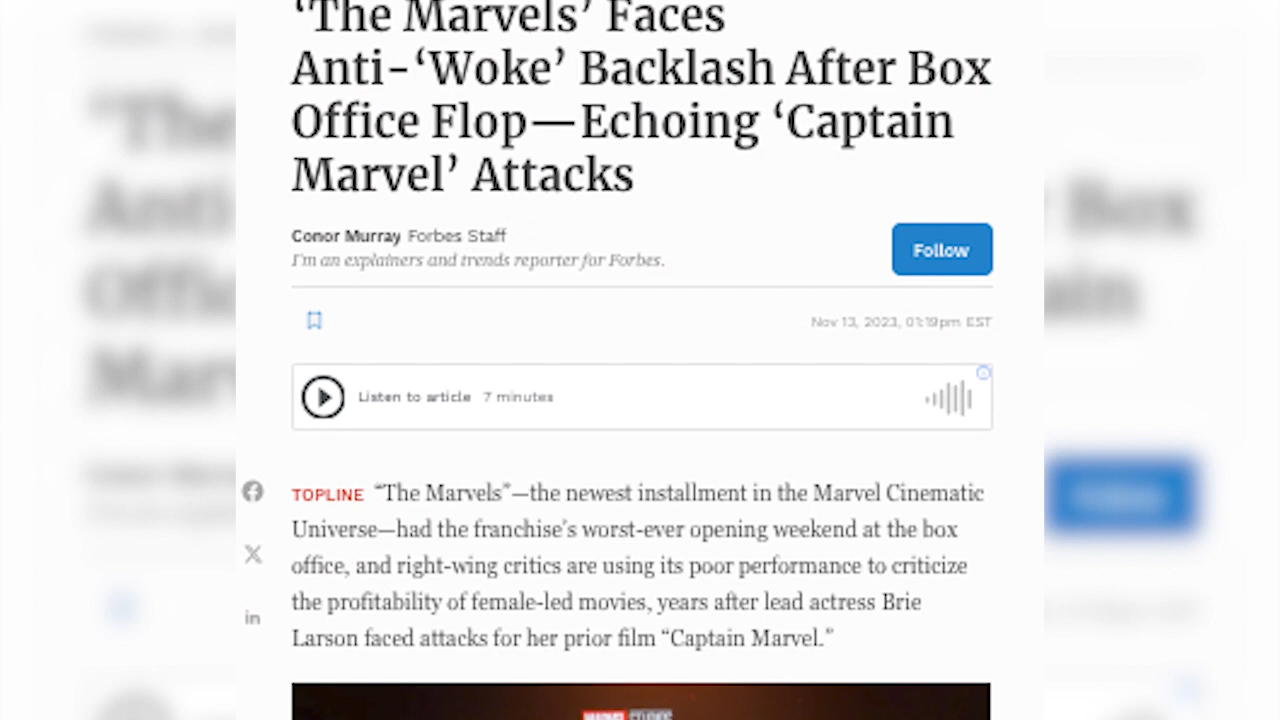 ‘The Marvels’ Faces
Anti-‘Woke’ Backlash After Box
Office Flop—Echoing ‘Captain
Marvel’ Attacks
Conor Murray Forbes Staff
I'm an explainers and trends reporter for Forbes.
Follow
Nov 13, 2023, 01:19pm EST
Listen to article 7 minutes
TOPLINE “The Marvels”—the newest installment in the Marvel Cinematic
Universe—had the franchise's worst-ever opening weekend at the box
office, and right-wing critics are using its poor performance to criticize
the profitability of female-led movies, years after lead actress Brie
Larson faced attacks for her prior film “Captain Marvel.”
MARVEL STUDIOS